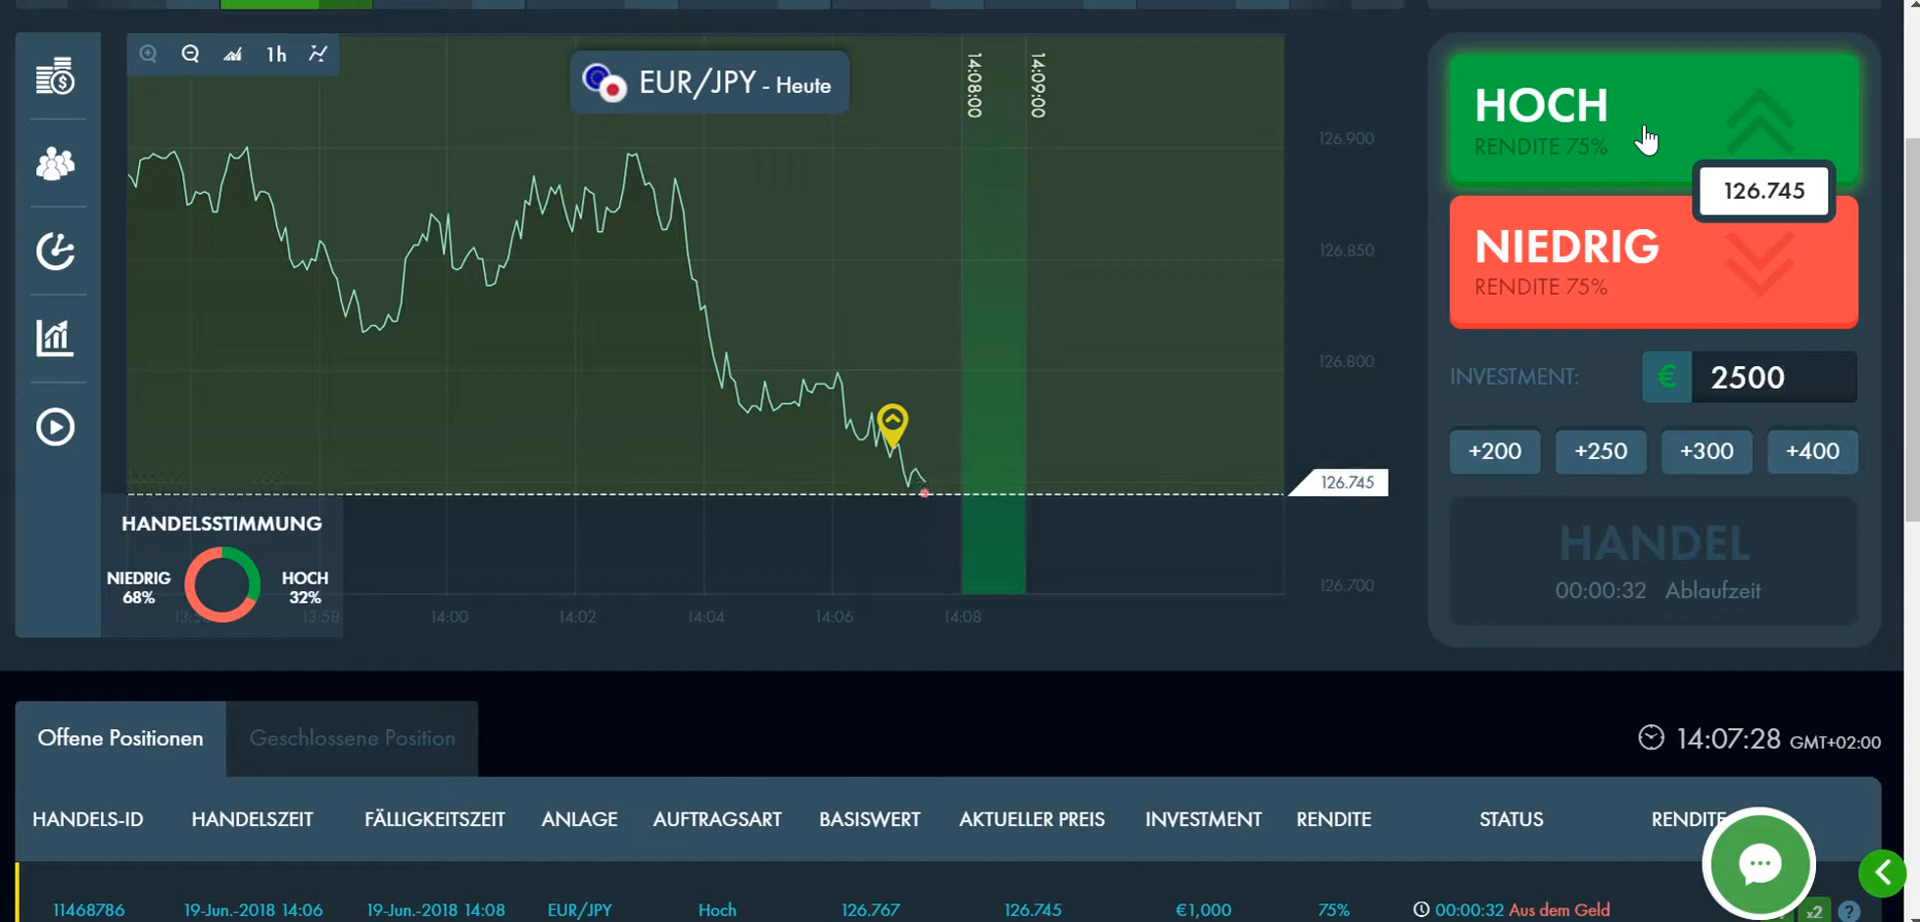 1h
EUR/JPY - Heute
14:08:00
14:09:00
126.900
126.850
126.800
126.745
126.700
HANDELSSTIMMUNG
NIEDRIG
68%
HOCH
32%
13:58
14:00
14:02
14:04
14:06
14:08
HOCH
RENDITE 75%
126.745
NIEDRIG
RENDITE 75%
INVESTMENT:
€ 2500
+200 +250 +300 +400
HANDEL
00:00:32 Ablaufzeit
Offene Positionen
Geschlossene Position
14:07:28 GMT+02:00
HANDELS-ID HANDELSZEIT FÄLLIGKEITSZEIT ANLAGE AUFTRAGSART BASISWERT AKTUELLER PREIS INVESTMENT RENDITE STATUS RENDITE
11468786 19-Jun.-2018 14:06 19-Jun.-2018 14:08 EUR/JPY Hoch 126.767 126.745 €1,000 75% 00:00:32 Aus dem Geld x2 ?